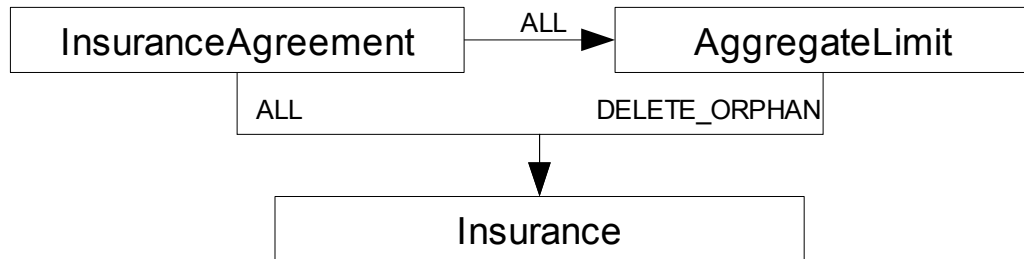 InsuranceAgreement
ALL
AggregateLimit
ALL
DELETE_ORPHAN
Insurance